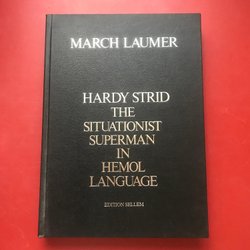 MARCH LAUMER
HARDY STRID
THE
SITUATIONIST
SUPERMAN
IN
HEMOL
LANGUAGE
EDITION SELLEM